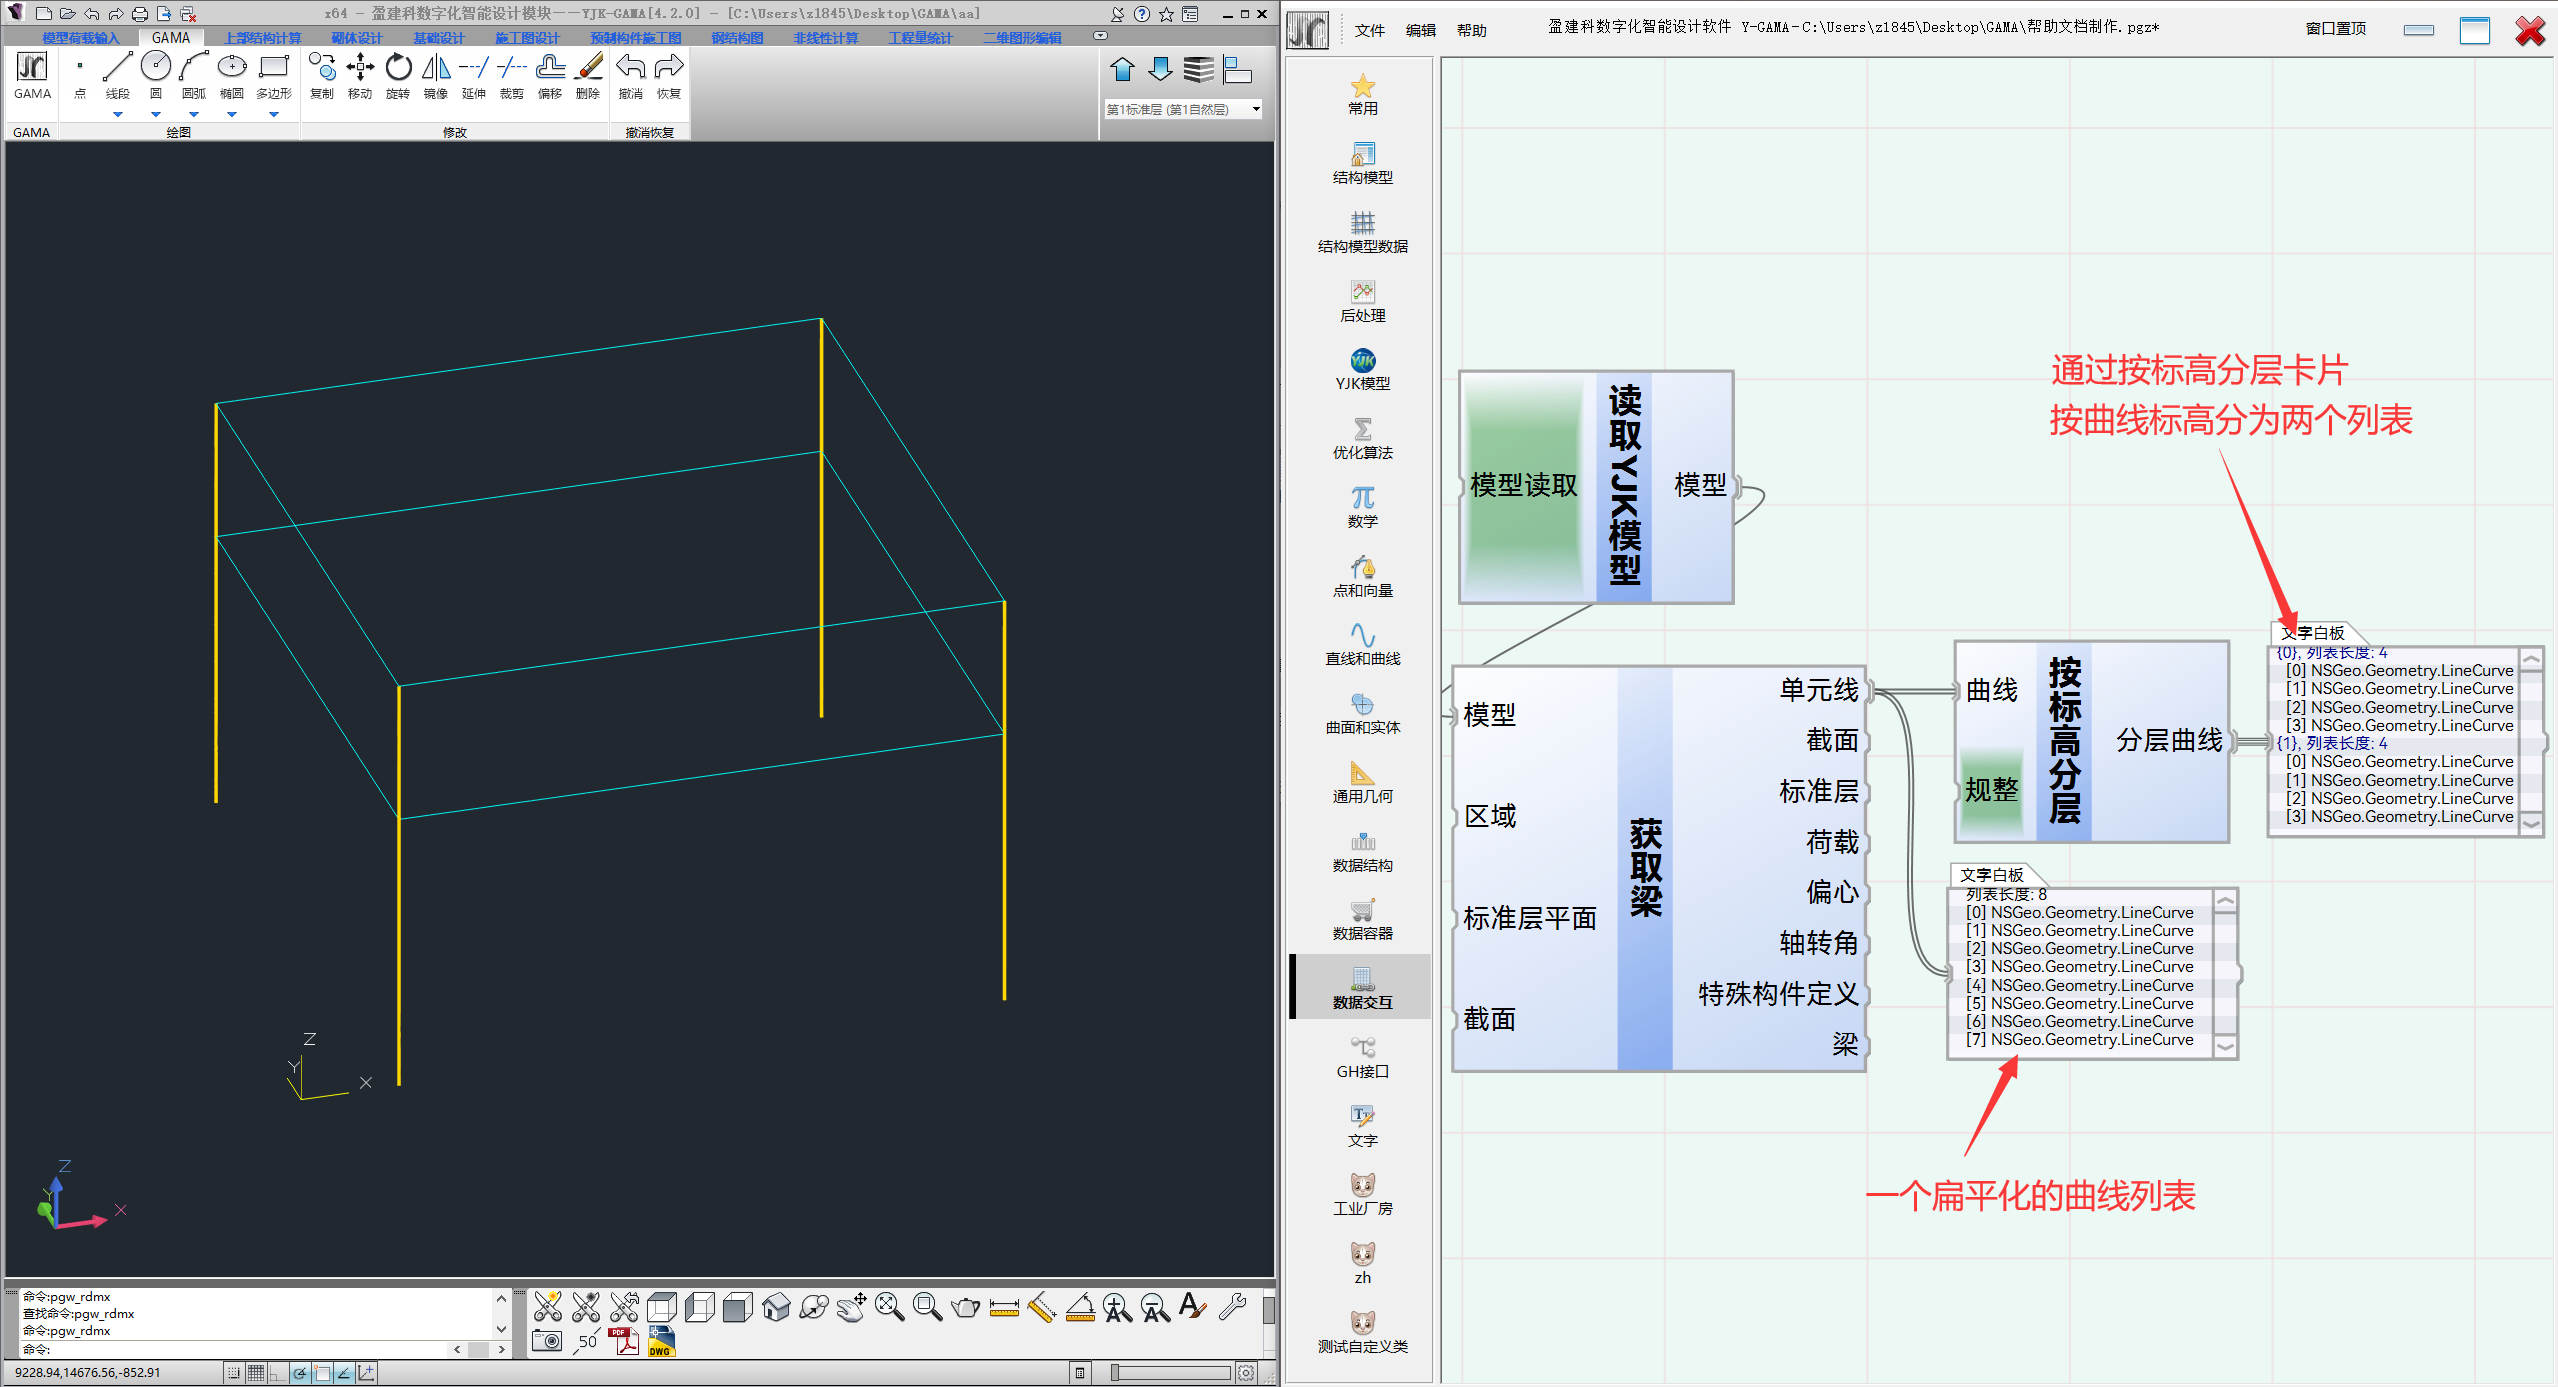 x64 - 盈建科数字化智能设计模块——YJK-GAMA[4.2.0] - [C:\Users\z1845\Desktop\GAMA\aa]
模型荷载输入 GAMA 上部结构计算 砌体设计 基础设计 施工图设计 预制构件施工图 钢结构图 非线性计算 工程量统计 二维图形编辑
GAMA 点 线段 圆 圆弧 椭圆 多边形 复制 移动 旋转 镜像 延伸 裁剪 偏移 删除 撤消 恢复
第1标准层 (第1自然层)
GAMA 绘图 修改 撤消恢复
Z
Y
X
Z
Y
X
命令:pgw_rdmx
查找命令:pgw_rdmx
命令:pgw_rdmx
命令:
50
PDF
DWG
9228.94,14676.56,-852.91
文件 编辑 帮助
盈建科数字化智能设计软件 Y-GAMA-C:\Users\z1845\Desktop\GAMA\帮助文档制作.pgz*
窗口置顶
常用
结构模型
结构模型数据
后处理
YJK
YJK模型
优化算法
数学
点和向量
直线和曲线
曲面和实体
通用几何
数据结构
数据容器
数据交互
GH接口
文字
工业厂房
zh
测试自定义类
模型读取
读取YJK模型
模型
通过按标高分层卡片
按曲线标高分为两个列表
模型
区域
标准层平面
截面
获取梁
单元线
截面
标准层
荷载
偏心
轴转角
特殊构件定义
梁
曲线
规整
按标高分层
分层曲线
文字白板
{0}, 列表长度: 4
[0] NSGeo.Geometry.LineCurve
[1] NSGeo.Geometry.LineCurve
[2] NSGeo.Geometry.LineCurve
[3] NSGeo.Geometry.LineCurve
{1}, 列表长度: 4
[0] NSGeo.Geometry.LineCurve
[1] NSGeo.Geometry.LineCurve
[2] NSGeo.Geometry.LineCurve
[3] NSGeo.Geometry.LineCurve
文字白板
列表长度: 8
[0] NSGeo.Geometry.LineCurve
[1] NSGeo.Geometry.LineCurve
[2] NSGeo.Geometry.LineCurve
[3] NSGeo.Geometry.LineCurve
[4] NSGeo.Geometry.LineCurve
[5] NSGeo.Geometry.LineCurve
[6] NSGeo.Geometry.LineCurve
[7] NSGeo.Geometry.LineCurve
一个扁平化的曲线列表